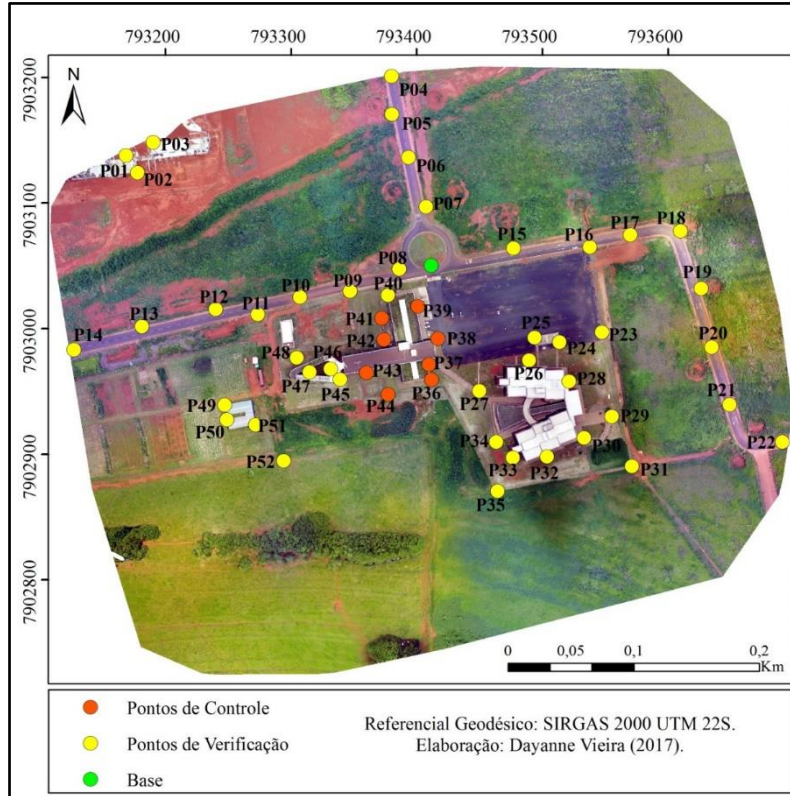 793200 793300 793400 793500 793600
7903200
7903100
7903000
7902900
7902800
N
P04
P05
P03
P01
P02
P06
P07
P18
P17
P16
P15
P08
P19
P40
P09
P10
P12
P11
P13
P14
P39
P41
P42
P38
P20
P23
P25
P24
P48
P46
P43
P37
P26
P47
P45
P36
P28
P44
P27
P21
P49
P50
P51
P29
P34
P30
P22
P52
P33
P32
P31
P35
0 0,05 0,1 0,2
Km
Pontos de Controle
Pontos de Verificação
Base
Referencial Geodésico: SIRGAS 2000 UTM 22S.
Elaboração: Dayanne Vieira (2017).